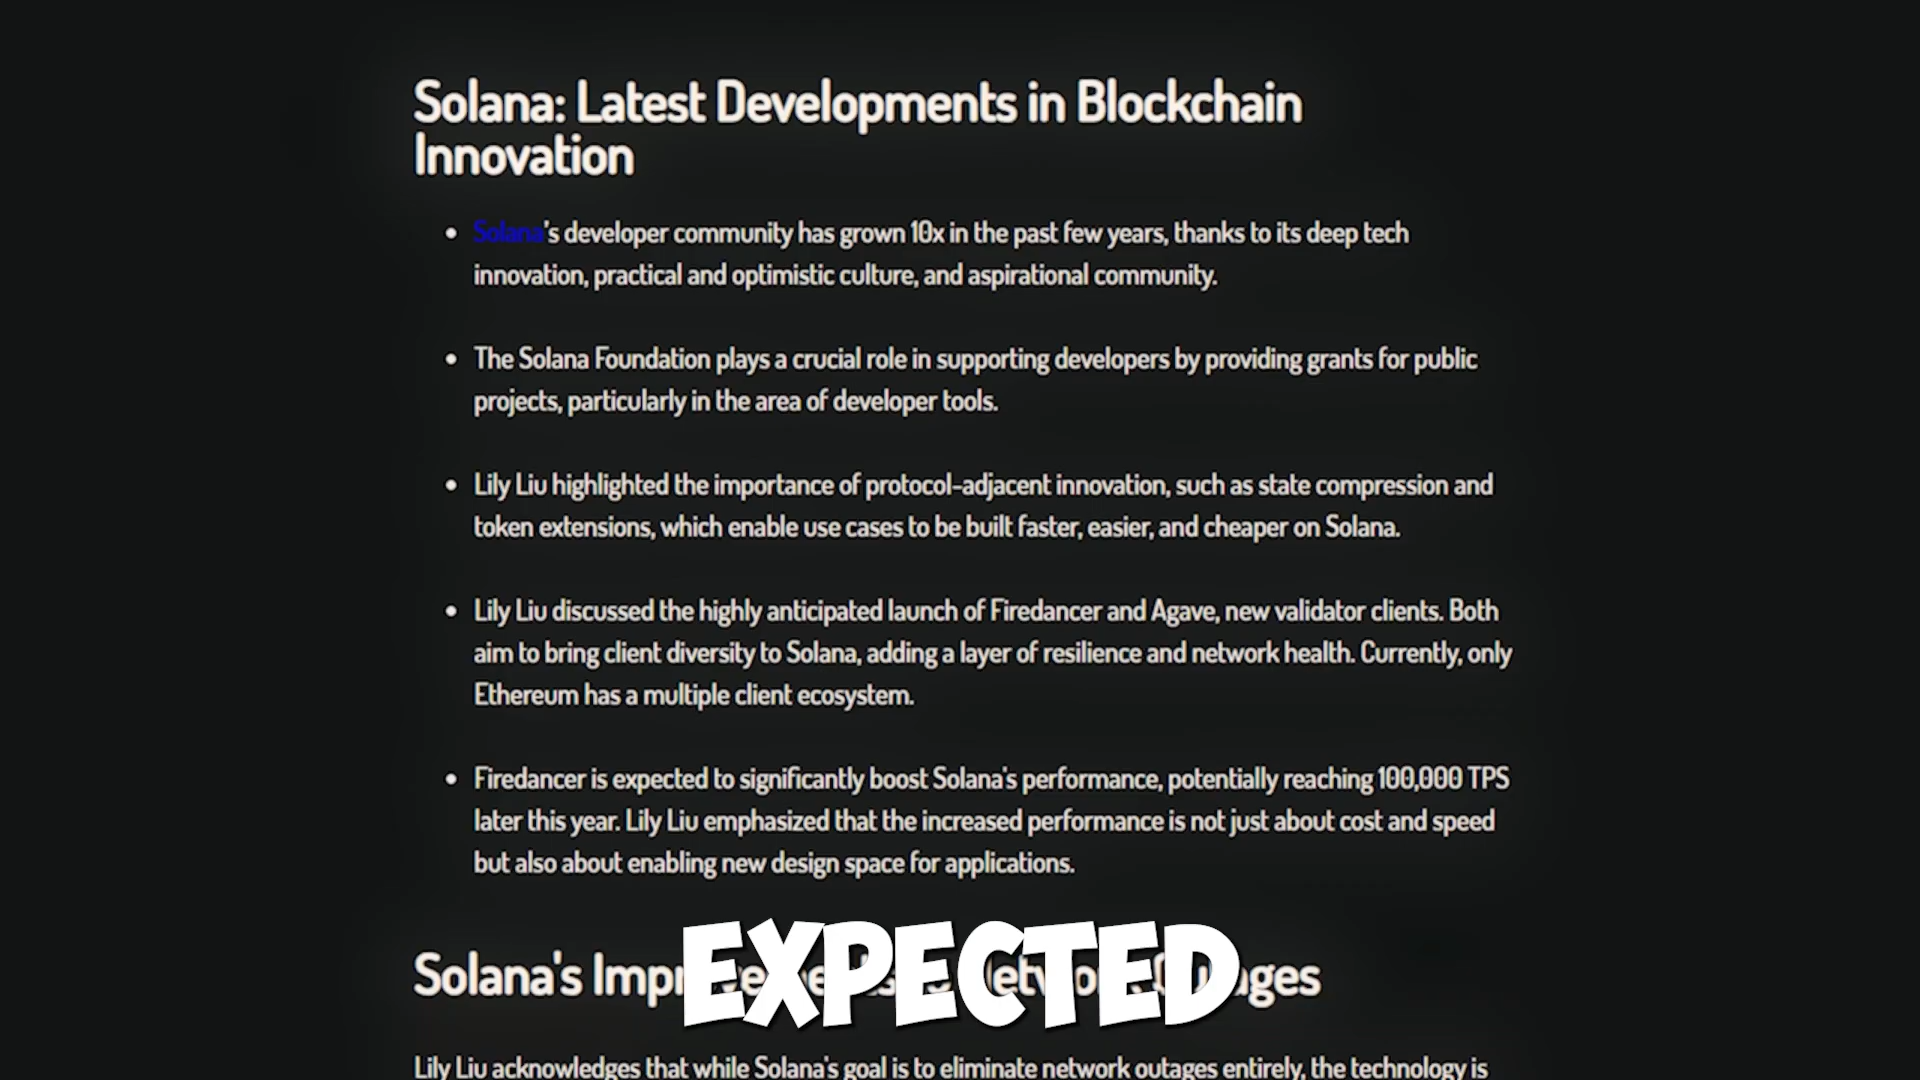 Solana: Latest Developments in Blockchain
Innovation
Solana's developer community has grown 10x in the past few years, thanks to its deep tech
innovation, practical and optimistic culture, and aspirational community.
The Solana Foundation plays a crucial role in supporting developers by providing grants for public
projects, particularly in the area of developer tools.
Lily Liu highlighted the importance of protocol-adjacent innovation, such as state compression and
token extensions, which enable use cases to be built faster, easier, and cheaper on Solana.
Lily Liu discussed the highly anticipated launch of Firedancer and Agave, new validator clients. Both
aim to bring client diversity to Solana, adding a layer of resilience and network health. Currently, only
Ethereum has a multiple client ecosystem.
Firedancer is expected to significantly boost Solana's performance, potentially reaching 100,000 TPS
later this year. Lily Liu emphasized that the increased performance is not just about cost and speed
but also about enabling new design space for applications.
Solana's
EXPECTED
Lily Liu acknowledges that while Solana's goal is to eliminate network outages entirely, the technology is